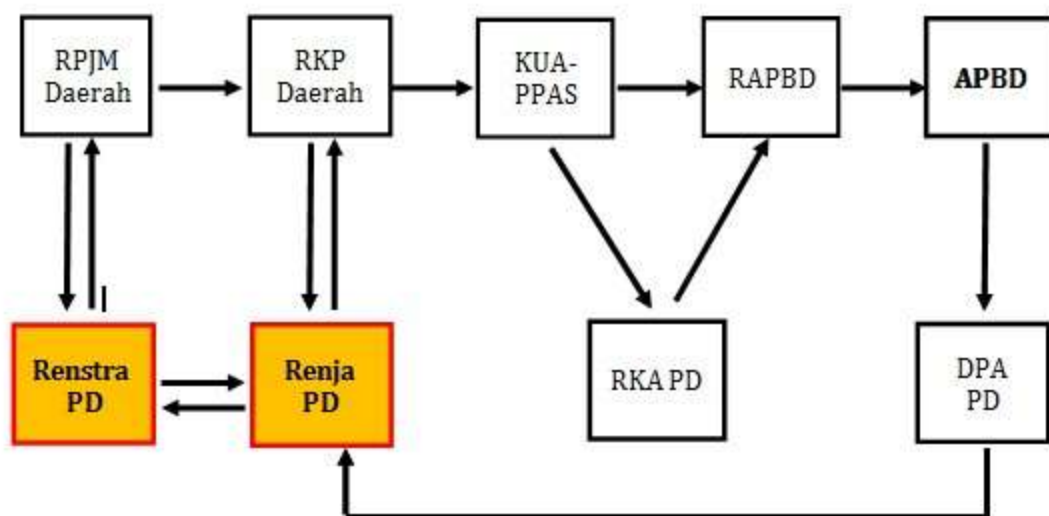 RPJM
Daerah
RKP
Daerah
KUA-
PPAS
RAPBD
APBD
Renstra
PD
Renja
PD
RKA PD
DPA
PD